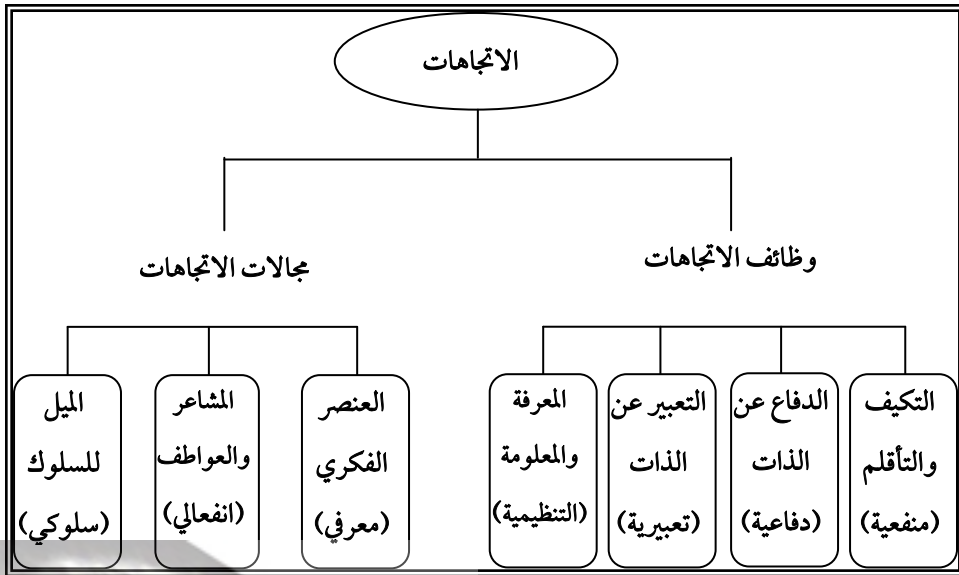 الاتجاهات
وظائف الاتجاهات
مجالات الاتجاهات
التكيف
والتأقلم
(منفعية)
الدفاع عن
الذات
(دفاعية)
التعبير عن
الذات
(تعبيرية)
المعرفة
والمعلومة
(التنظيمية)
العنصر
الفكري
(معرفي)
المشاعر
والعواطف
(انفعالي)
الميل
للسلوك
(سلوكي)